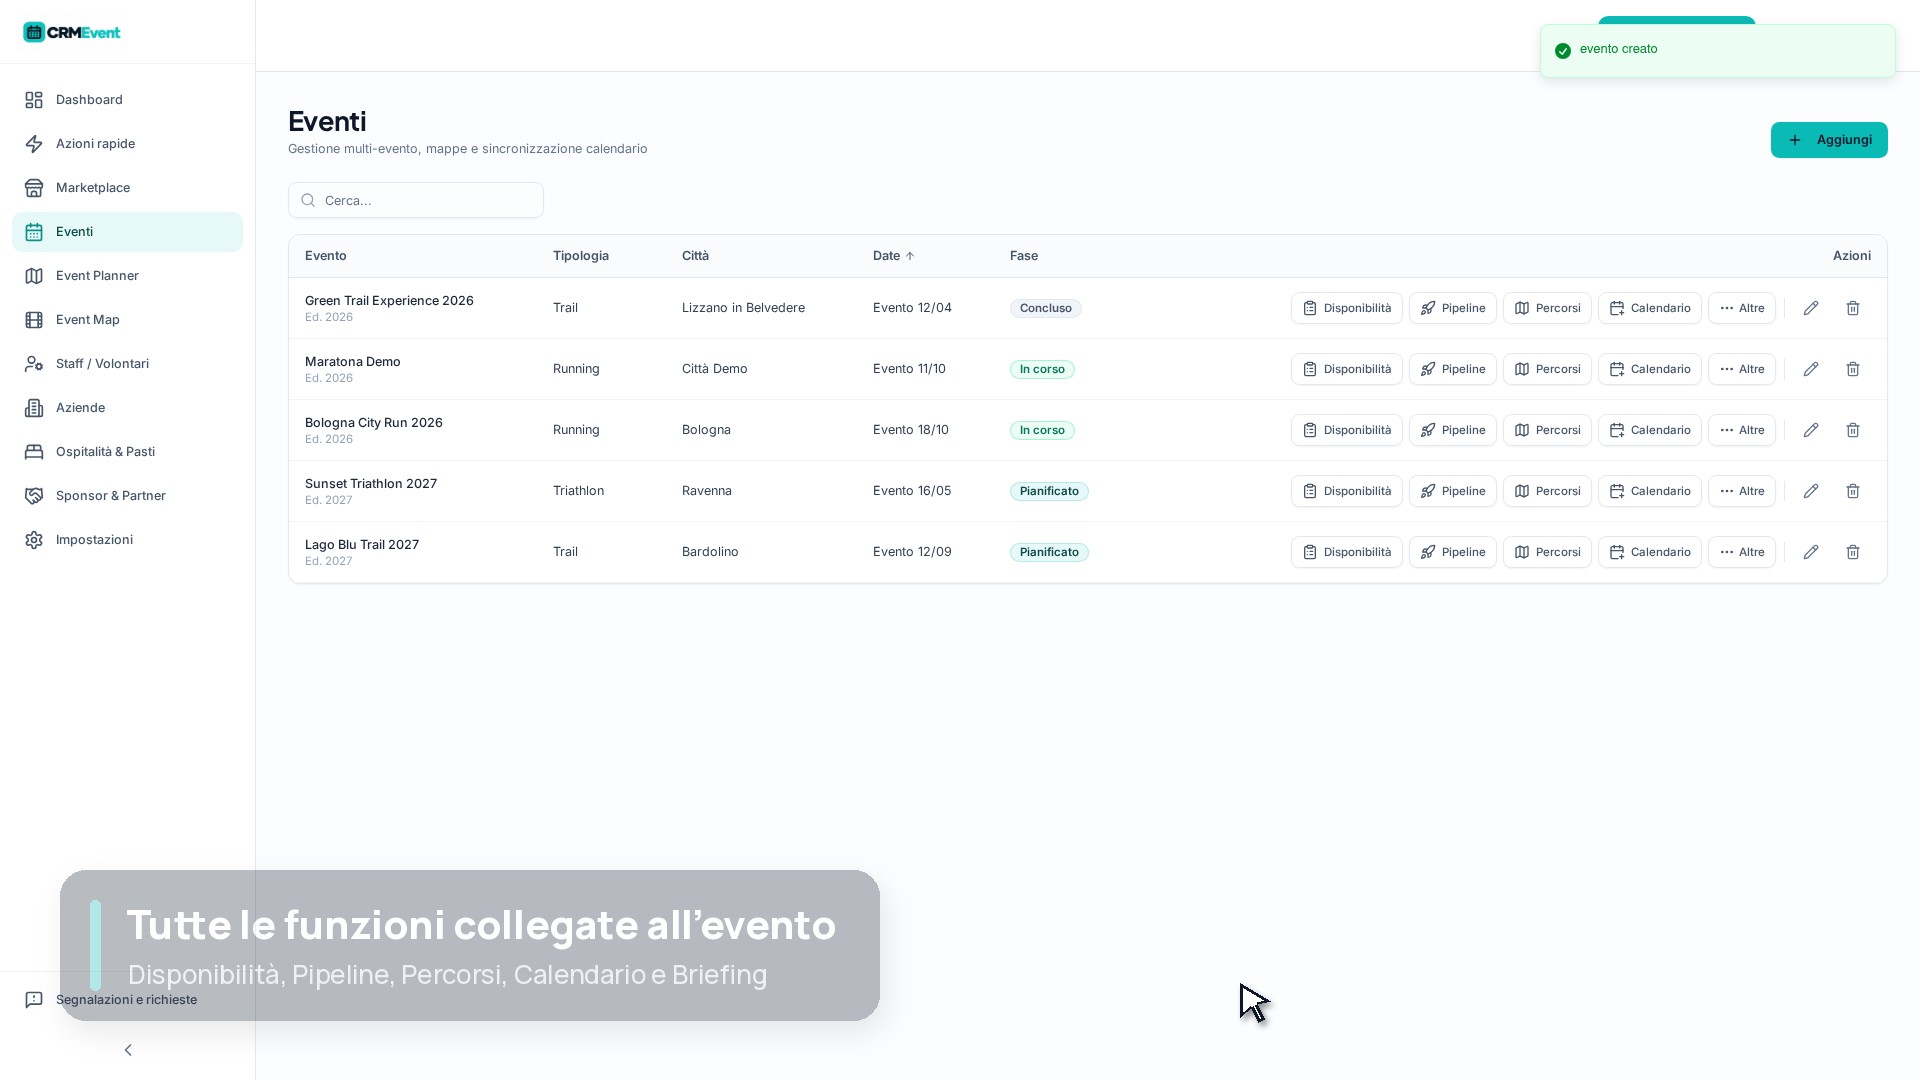 CRMEvent
evento creato
Dashboard
Azioni rapide
Marketplace
Eventi
Event Planner
Event Map
Staff / Volontari
Aziende
Ospitalità & Pasti
Sponsor & Partner
Impostazioni
Segnalazioni e richieste
Eventi
Gestione multi-evento, mappe e sincronizzazione calendario
Aggiungi
Cerca...
Evento Tipologia Città Date Fase Azioni
Green Trail Experience 2026
Ed. 2026
Trail Lizzano in Belvedere Evento 12/04 Concluso Disponibilità Pipeline Percorsi Calendario Altre
Maratona Demo
Ed. 2026
Running Città Demo Evento 11/10 In corso Disponibilità Pipeline Percorsi Calendario Altre
Bologna City Run 2026
Ed. 2026
Running Bologna Evento 18/10 In corso Disponibilità Pipeline Percorsi Calendario Altre
Sunset Triathlon 2027
Ed. 2027
Triathlon Ravenna Evento 16/05 Pianificato Disponibilità Pipeline Percorsi Calendario Altre
Lago Blu Trail 2027
Ed. 2027
Trail Bardolino Evento 12/09 Pianificato Disponibilità Pipeline Percorsi Calendario Altre
Tutte le funzioni collegate all'evento
Disponibilità, Pipeline, Percorsi, Calendario e Briefing